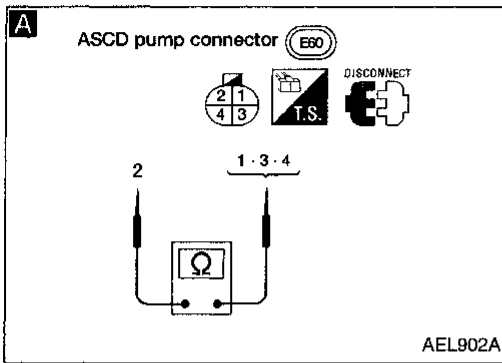 A
ASCD pump connector E60
DISCONNECT
2 1
4 3
T.S.
2
1 · 3 · 4
Ω
AEL902A